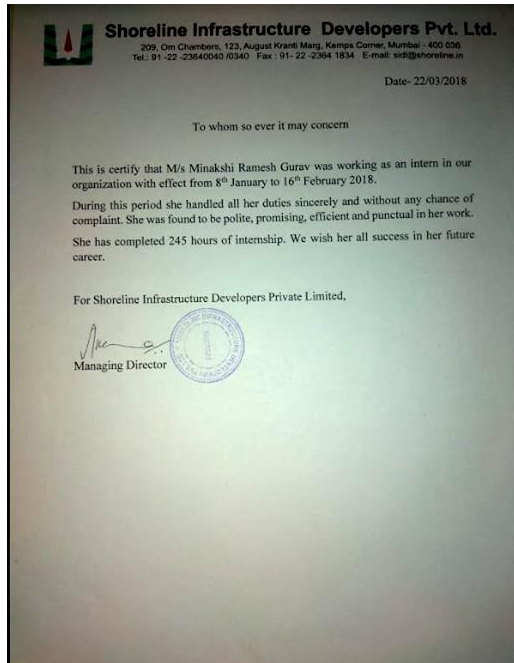 Shoreline Infrastructure Developers Pvt. Ltd.
209, Om Chambers, 123, August Kranti Marg, Kemps Corner, Mumbai - 400 036
Tel.: 91 -22 -23640040 /0340 Fax : 91- 22 -2364 1834 E-mail: sidl@shoreline.in
Date- 22/03/2018
To whom so ever it may concern
This is certify that M/s Minakshi Ramesh Gurav was working as an intern in our
organization with effect from 8th January to 16th February 2018.
During this period she handled all her duties sincerely and without any chance of
complaint. She was found to be polite, promising, efficient and punctual in her work.
She has completed 245 hours of internship. We wish her all success in her future
career.
For Shoreline Infrastructure Developers Private Limited,
Managing Director